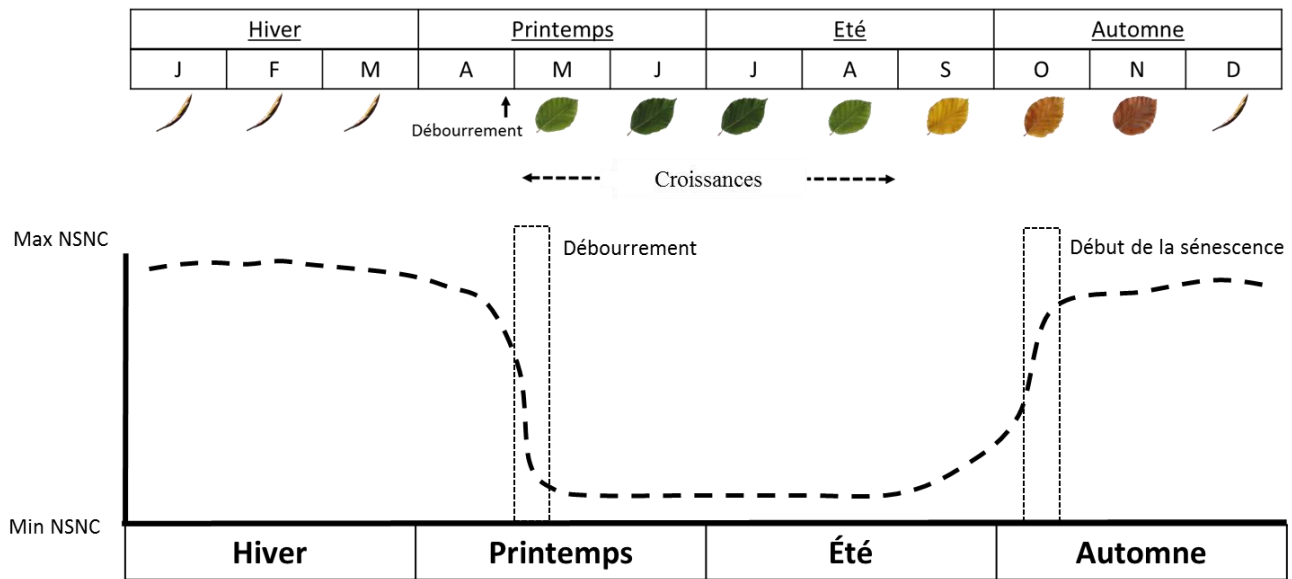 Hiver Printemps Eté Automne
J F M A M J J A S O N D
Débourrement
Croissances
Max NSNC
Débourrement
Début de la sénescence
Min NSNC
Hiver Printemps Été Automne